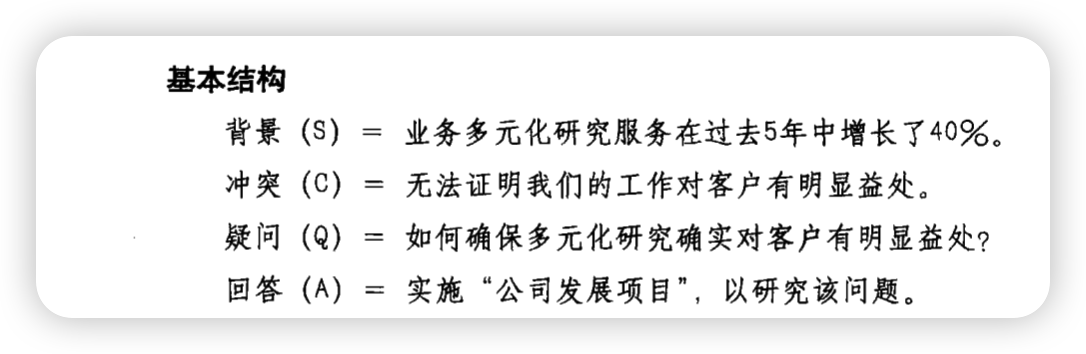 基本结构
背景（S）＝ 业务多元化研究服务在过去5年中增长了40%。
冲突（C）＝ 无法证明我们的工作对客户有明显益处。
疑问（Q）＝ 如何确保多元化研究确实对客户有明显益处？
回答（A）＝ 实施“公司发展项目”，以研究该问题。